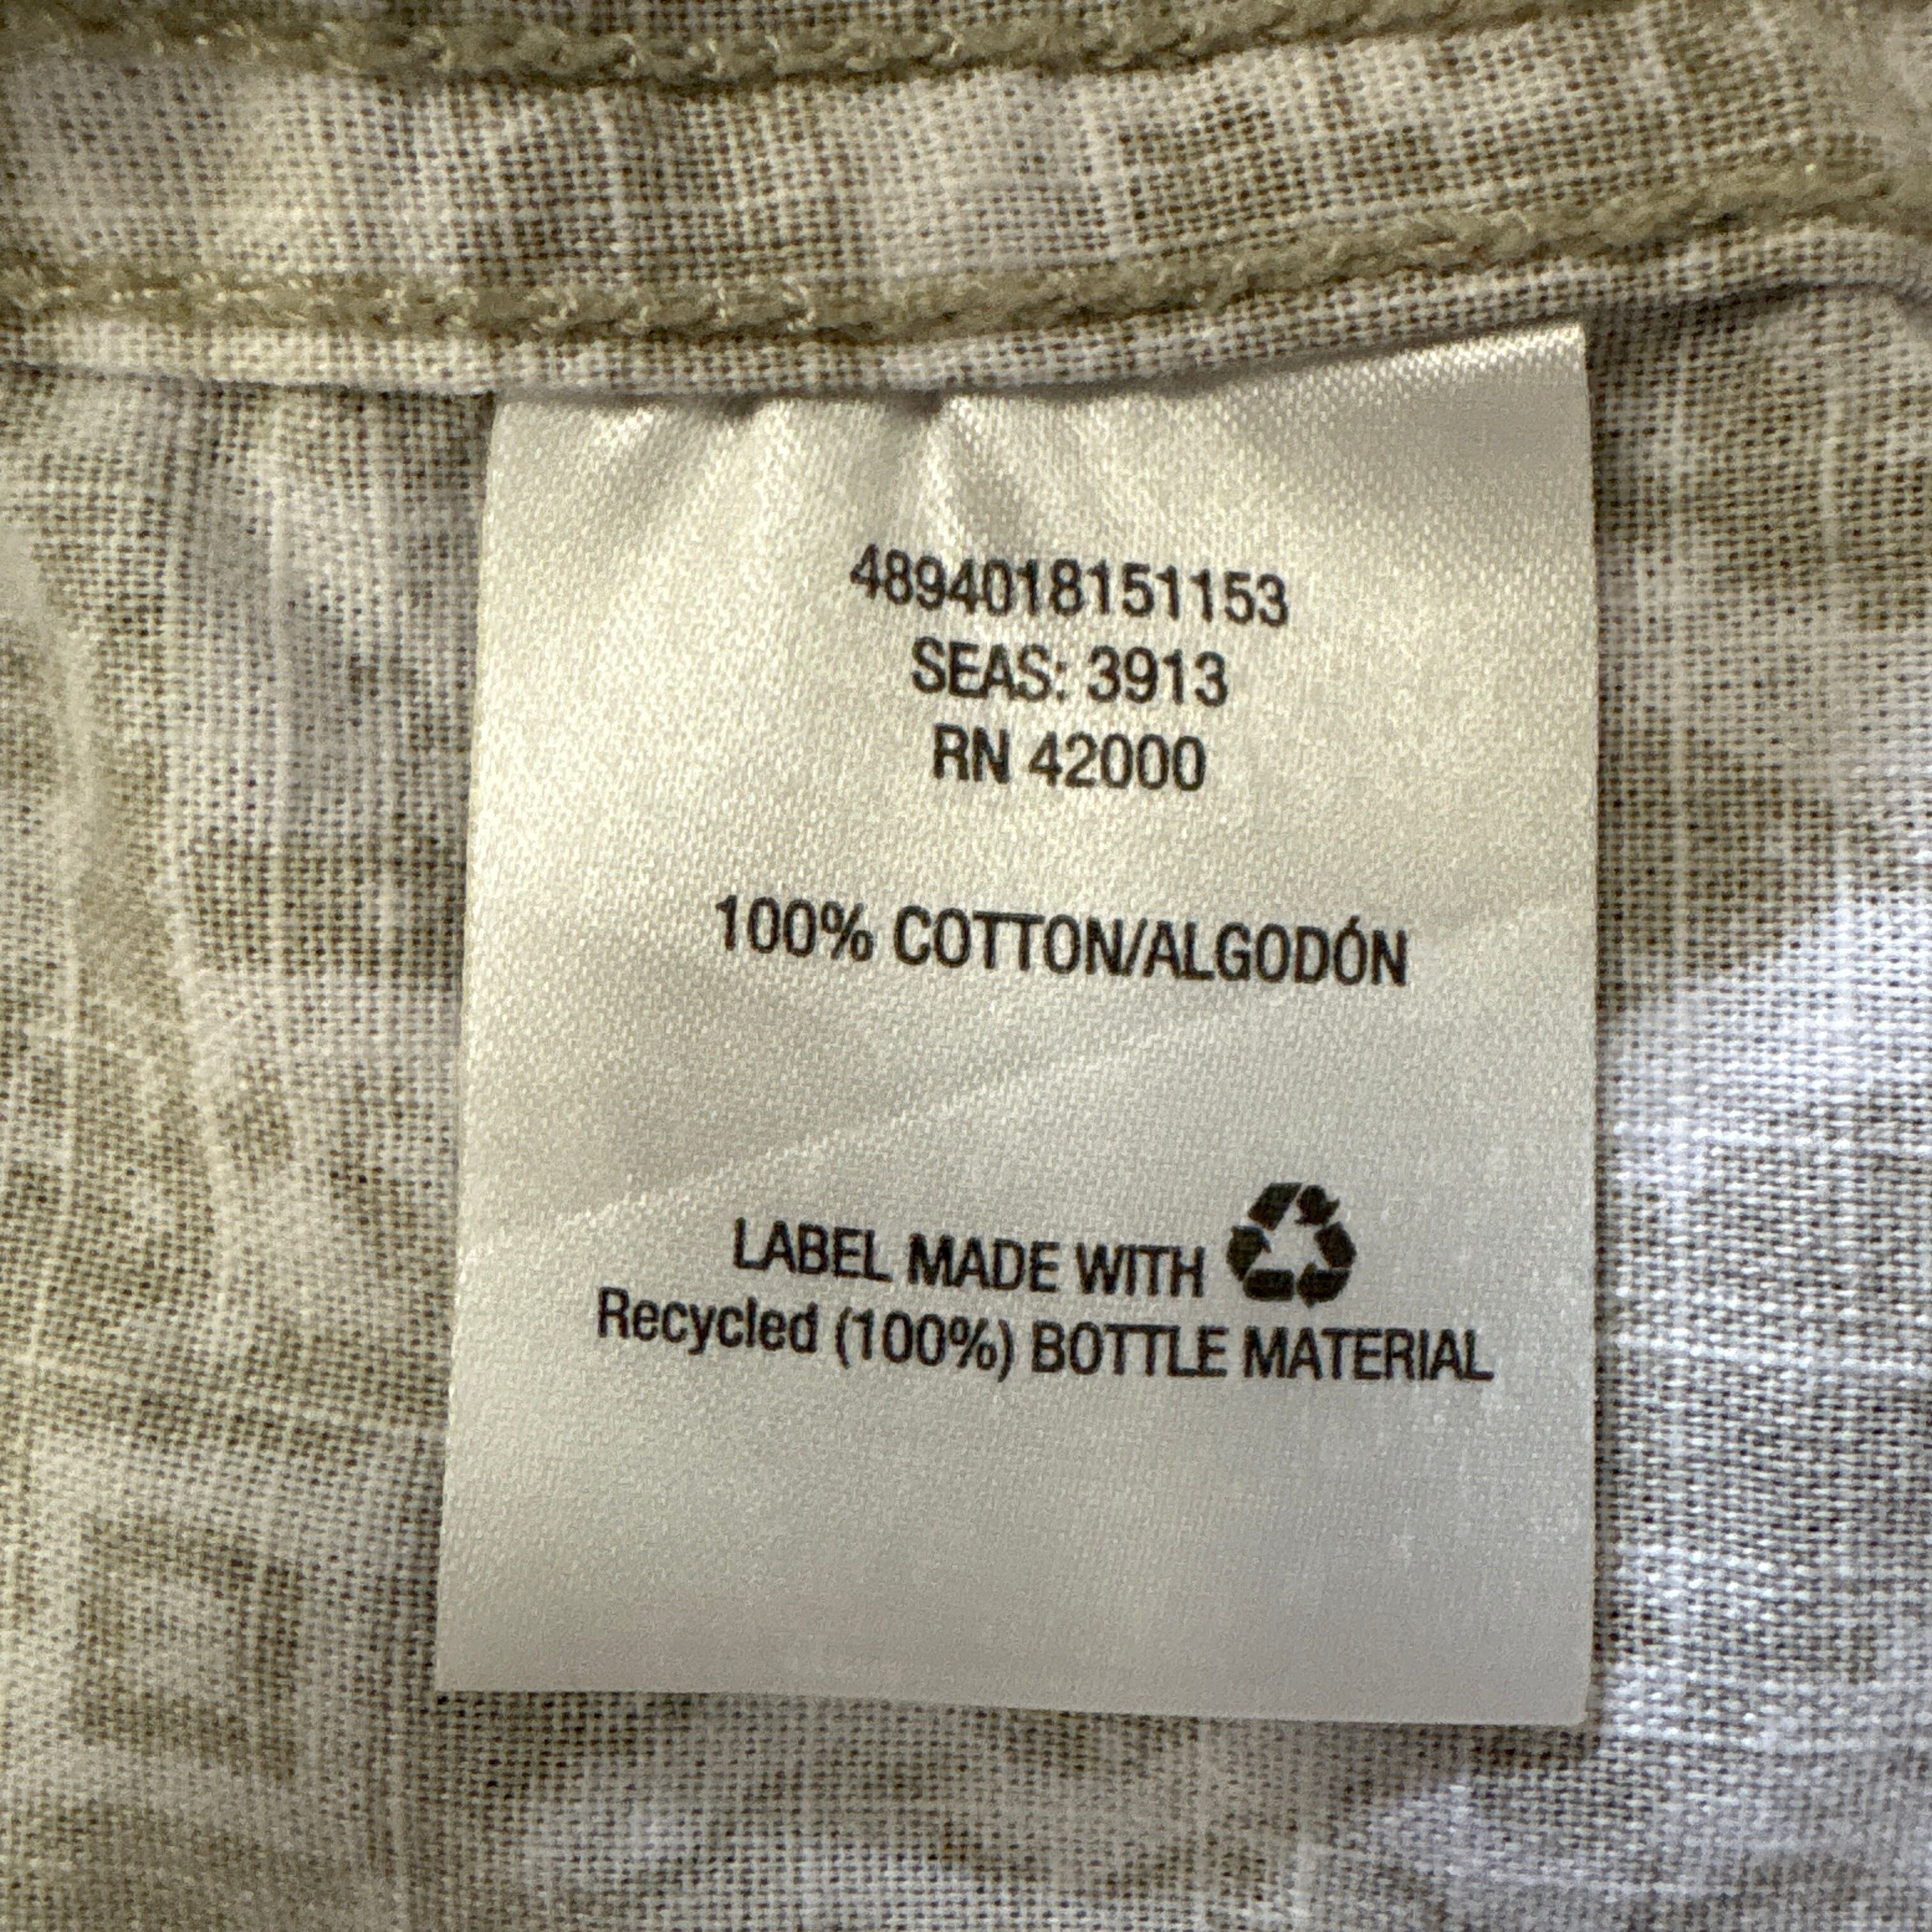 4894018151153
SEAS: 3913
RN 42000
100% COTTON/ALGODÓN
LABEL MADE WITH
Recycled (100%) BOTTLE MATERIAL